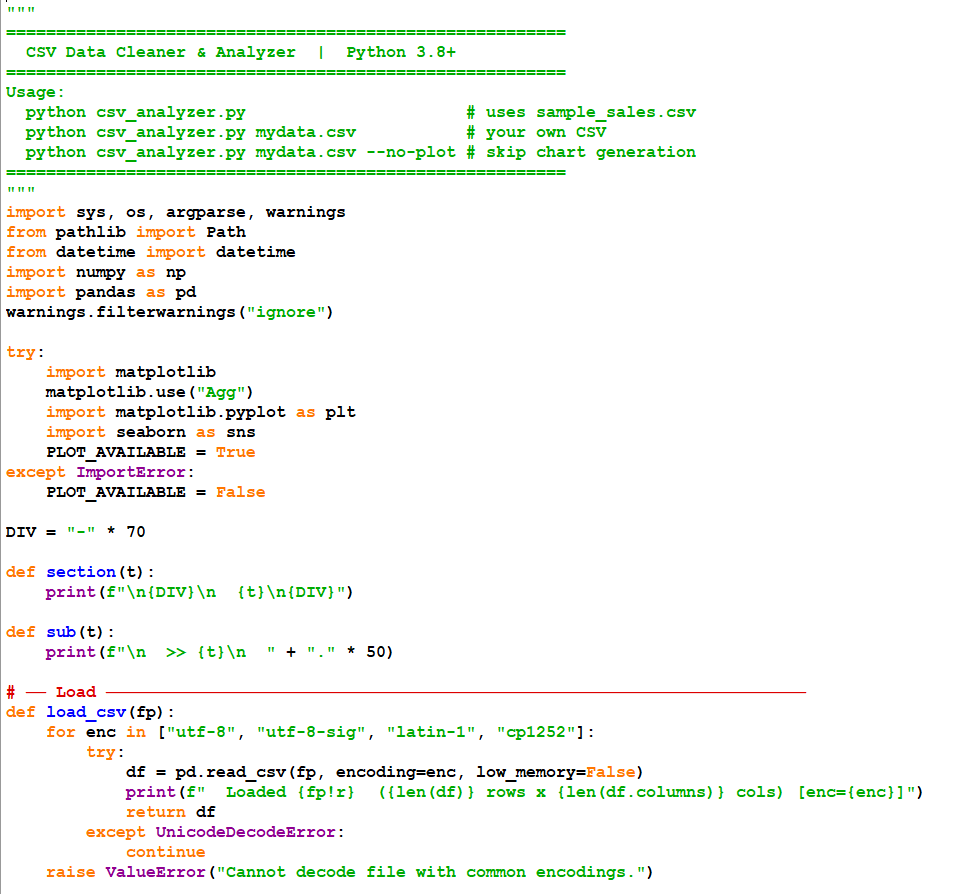 """
========================================================
  CSV Data Cleaner & Analyzer  |  Python 3.8+
========================================================
Usage:
  python csv_analyzer.py                      # uses sample_sales.csv
  python csv_analyzer.py mydata.csv           # your own CSV
  python csv_analyzer.py mydata.csv --no-plot # skip chart generation
========================================================
"""
import sys, os, argparse, warnings
from pathlib import Path
from datetime import datetime
import numpy as np
import pandas as pd
warnings.filterwarnings("ignore")

try:
    import matplotlib
    matplotlib.use("Agg")
    import matplotlib.pyplot as plt
    import seaborn as sns
    PLOT_AVAILABLE = True
except ImportError:
    PLOT_AVAILABLE = False

DIV = "-" * 70

def section(t):
    print(f"\n{DIV}\n  {t}\n{DIV}")

def sub(t):
    print(f"\n  >> {t}\n  " + "." * 50)

# ── Load ──────────────────────────────────────────────────────────────────────
def load_csv(fp):
    for enc in ["utf-8", "utf-8-sig", "latin-1", "cp1252"]:
        try:
            df = pd.read_csv(fp, encoding=enc, low_memory=False)
            print(f"  Loaded {fp!r}  ({len(df)} rows x {len(df.columns)} cols) [enc={enc}]")
            return df
        except UnicodeDecodeError:
            continue
    raise ValueError("Cannot decode file with common encodings.")